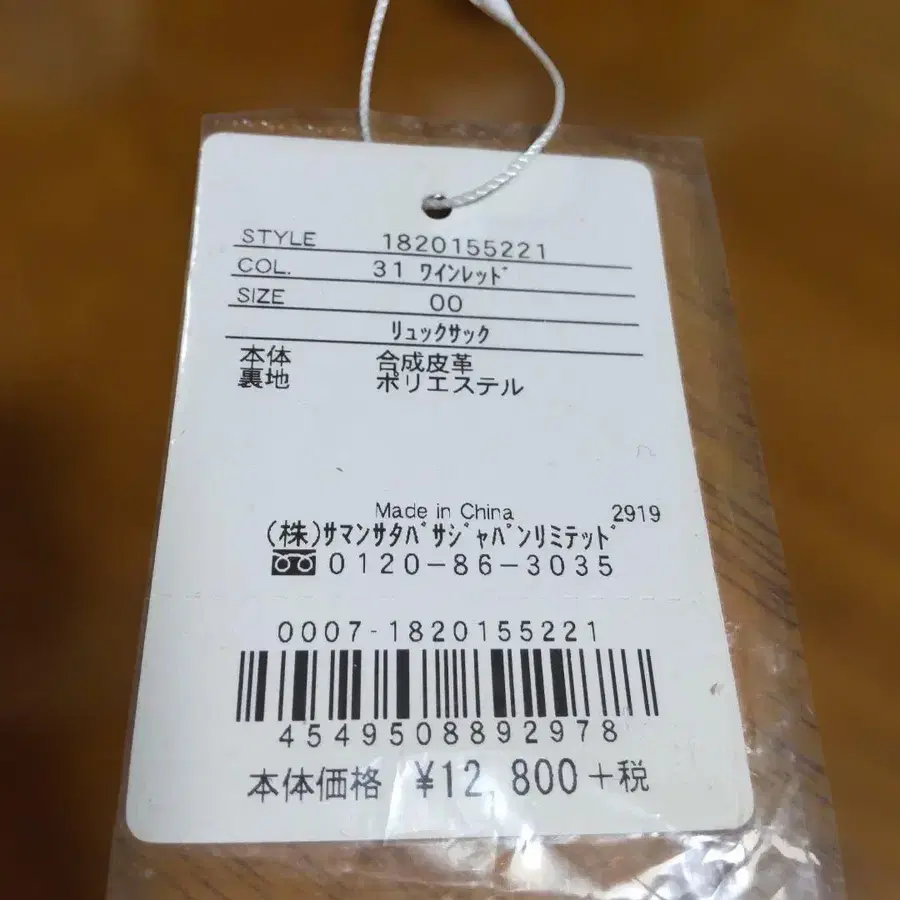 STYLE 1820155221
COL. 31 ﾜｲﾝﾚｯﾄﾞ
SIZE 00
ﾘｭｯｸｻｯｸ
本体 合成皮革
裏地 ポリエステル
Made in China 2919
(株)ｻﾏﾝｻﾀﾊﾞｻｼﾞｬﾊﾟﾝﾘﾐﾃｯﾄﾞ
0120-86-3035
0007-1820155221
4549508892978
本体価格 ¥12,800+税